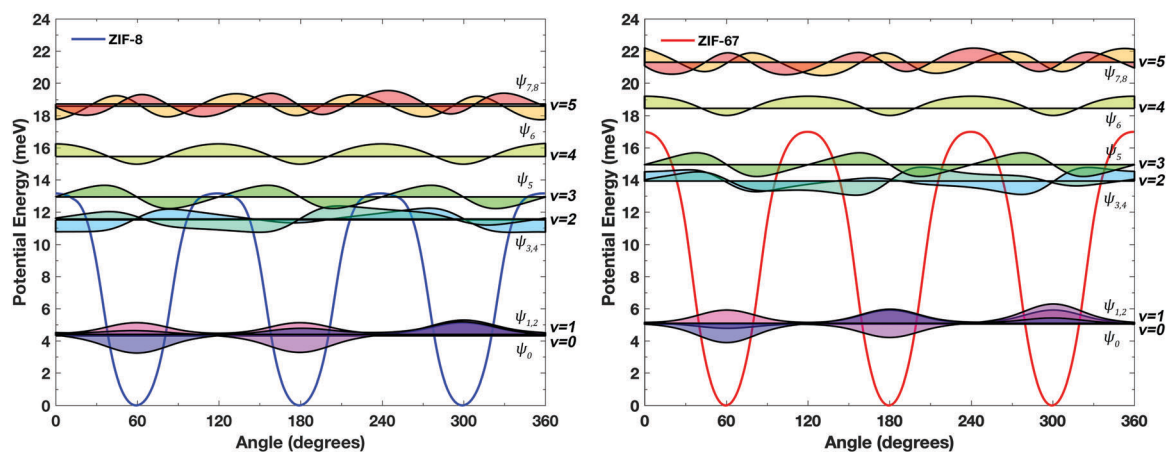 24
22
20
18
16
14
12
10
8
6
4
2
0
Potential Energy (meV)
ZIF-8
ψ7,8
v=5
ψ6
v=4
ψ5
v=3
v=2
ψ3,4
ψ1,2
v=1
v=0
ψ0
0 60 120 180 240 300 360
Angle (degrees)
24
22
20
18
16
14
12
10
8
6
4
2
0
Potential Energy (meV)
ZIF-67
v=5
ψ7,8
v=4
ψ6
ψ5
v=3
v=2
ψ3,4
ψ1,2
v=1
v=0
ψ0
0 60 120 180 240 300 360
Angle (degrees)